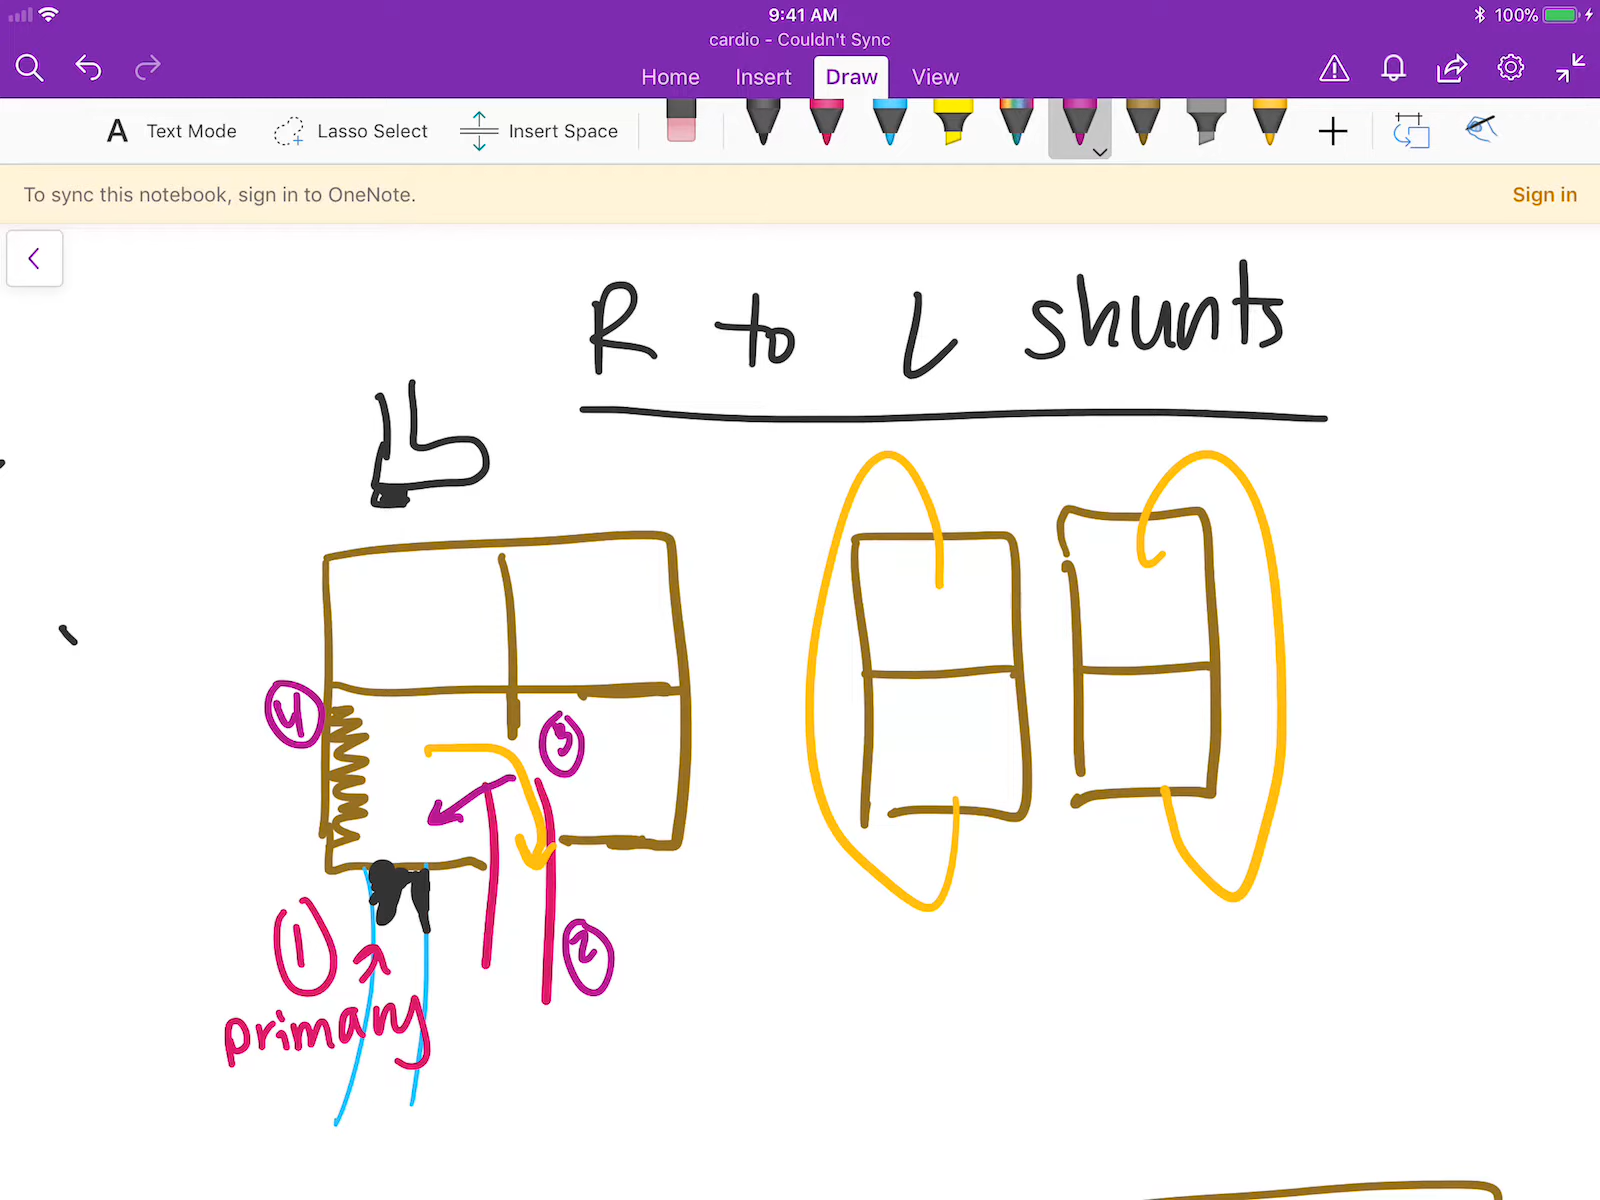 9:41 AM
100%
cardio - Couldn't Sync
Home Insert Draw View
A Text Mode Lasso Select Insert Space
To sync this notebook, sign in to OneNote. Sign in
R to L shunts
4
3
1
2
primary